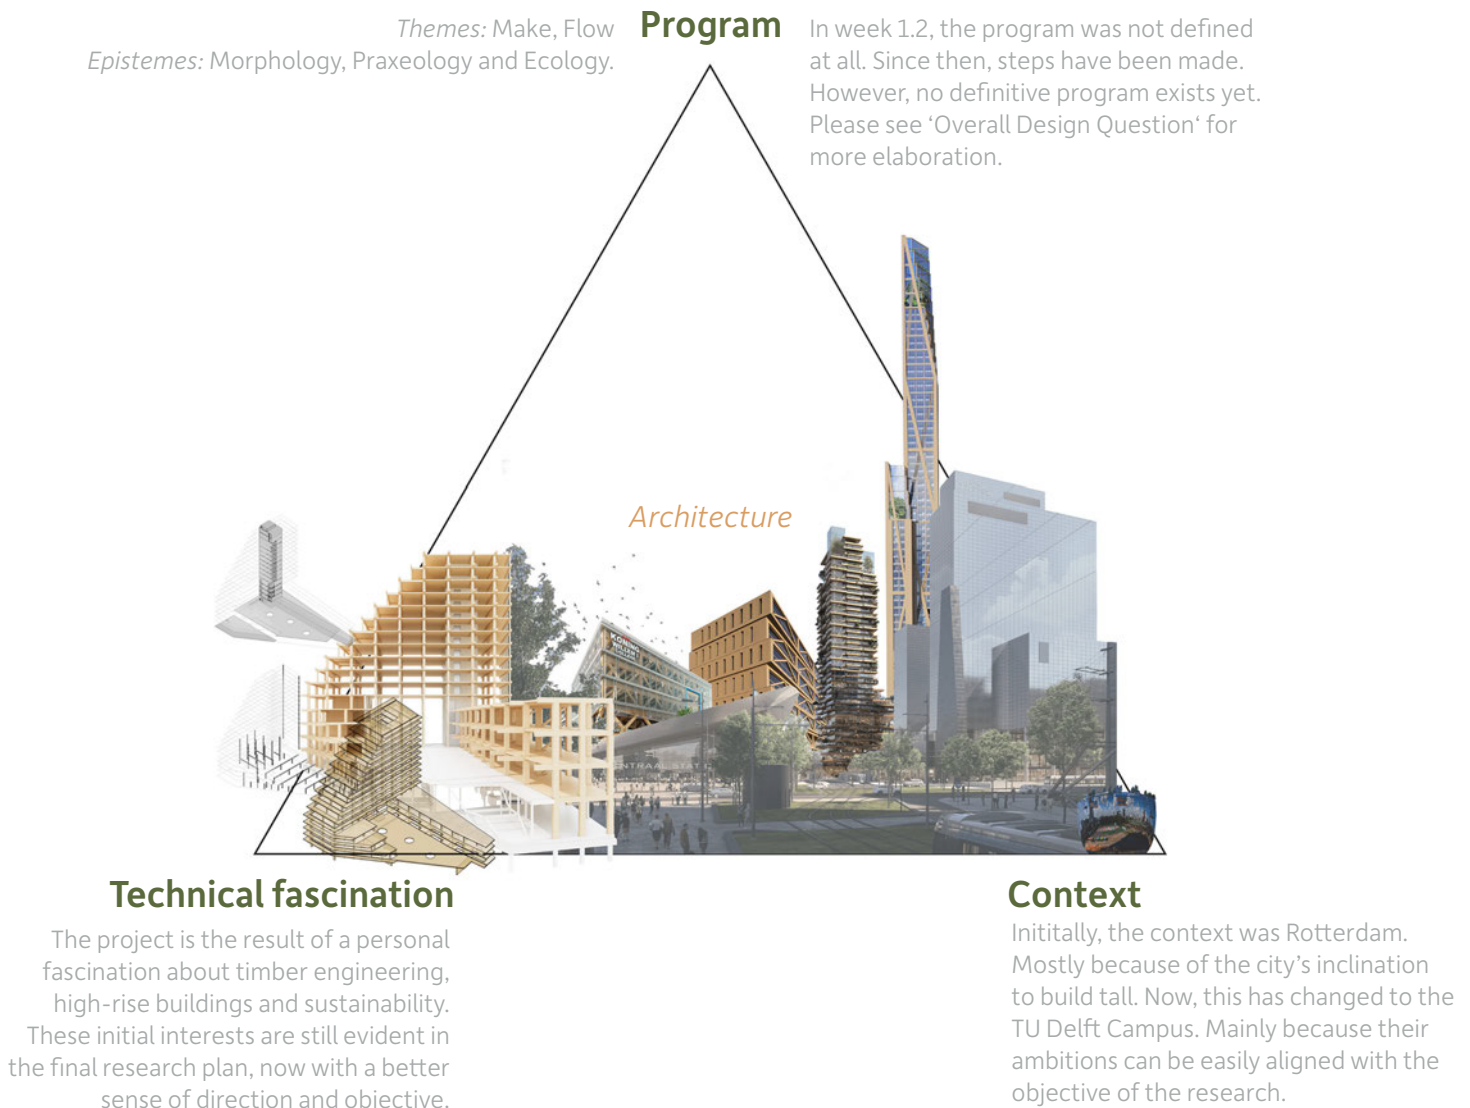 Themes: Make, Flow
Epistemes: Morphology, Praxeology and Ecology.
Program
In week 1.2, the program was not defined
at all. Since then, steps have been made.
However, no definitive program exists yet.
Please see ‘Overall Design Question‘ for
more elaboration.
Architecture
KONING
WILLEM
NTRAAL STAT
Technical fascination
The project is the result of a personal
fascination about timber engineering,
high-rise buildings and sustainability.
These initial interests are still evident in
the final research plan, now with a better
sense of direction and objective.
Context
Inititally, the context was Rotterdam.
Mostly because of the city’s inclination
to build tall. Now, this has changed to the
TU Delft Campus. Mainly because their
ambitions can be easily aligned with the
objective of the research.